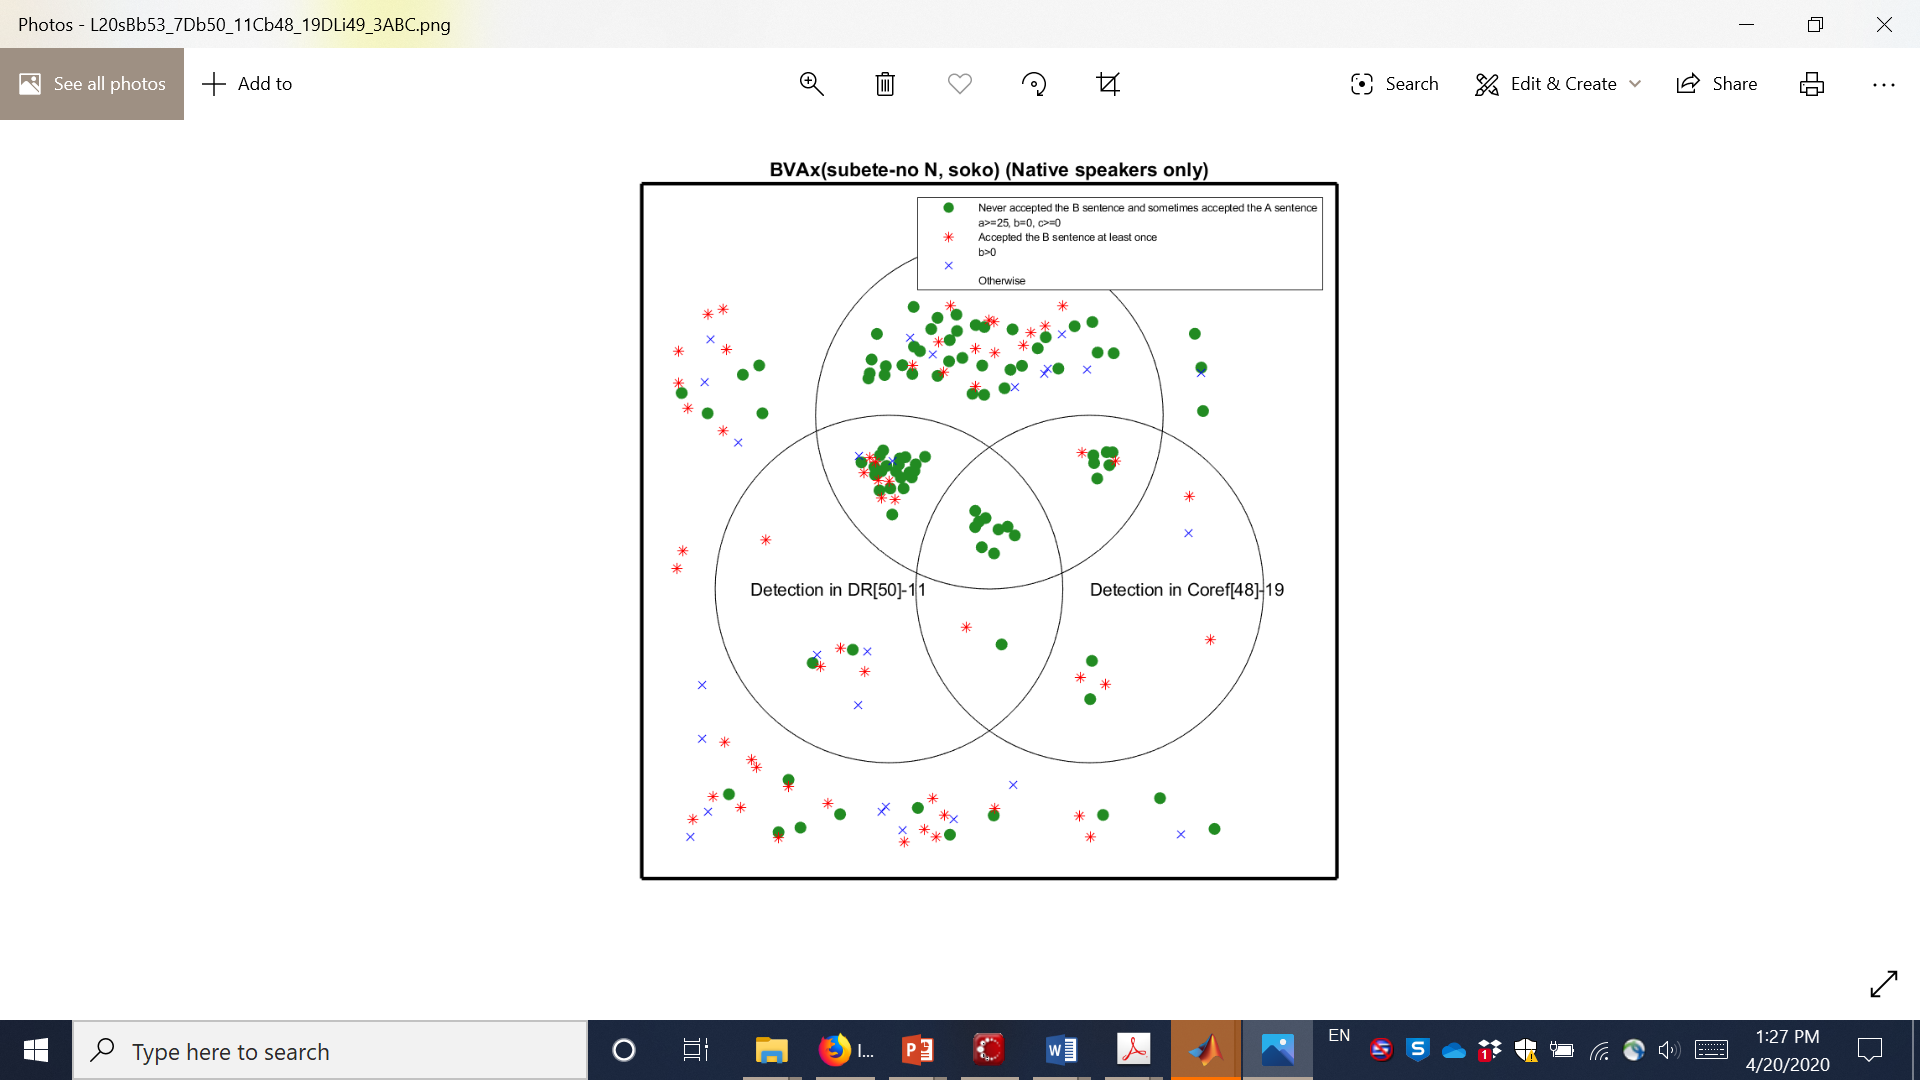 Photos - L20sBb53_7Db50_11Cb48_19DLi49_3ABC.png
See all photos
Add to
Search
Edit & Create
Share
BVAx(subete-no N, soko) (Native speakers only)
Never accepted the B sentence and sometimes accepted the A sentence
a>=25, b=0, c>=0
Accepted the B sentence at least once
b>0
Otherwise
Detection in DR[50]-11
Detection in Coref[48]-19
Type here to search
I...
EN
1:27 PM
4/20/2020